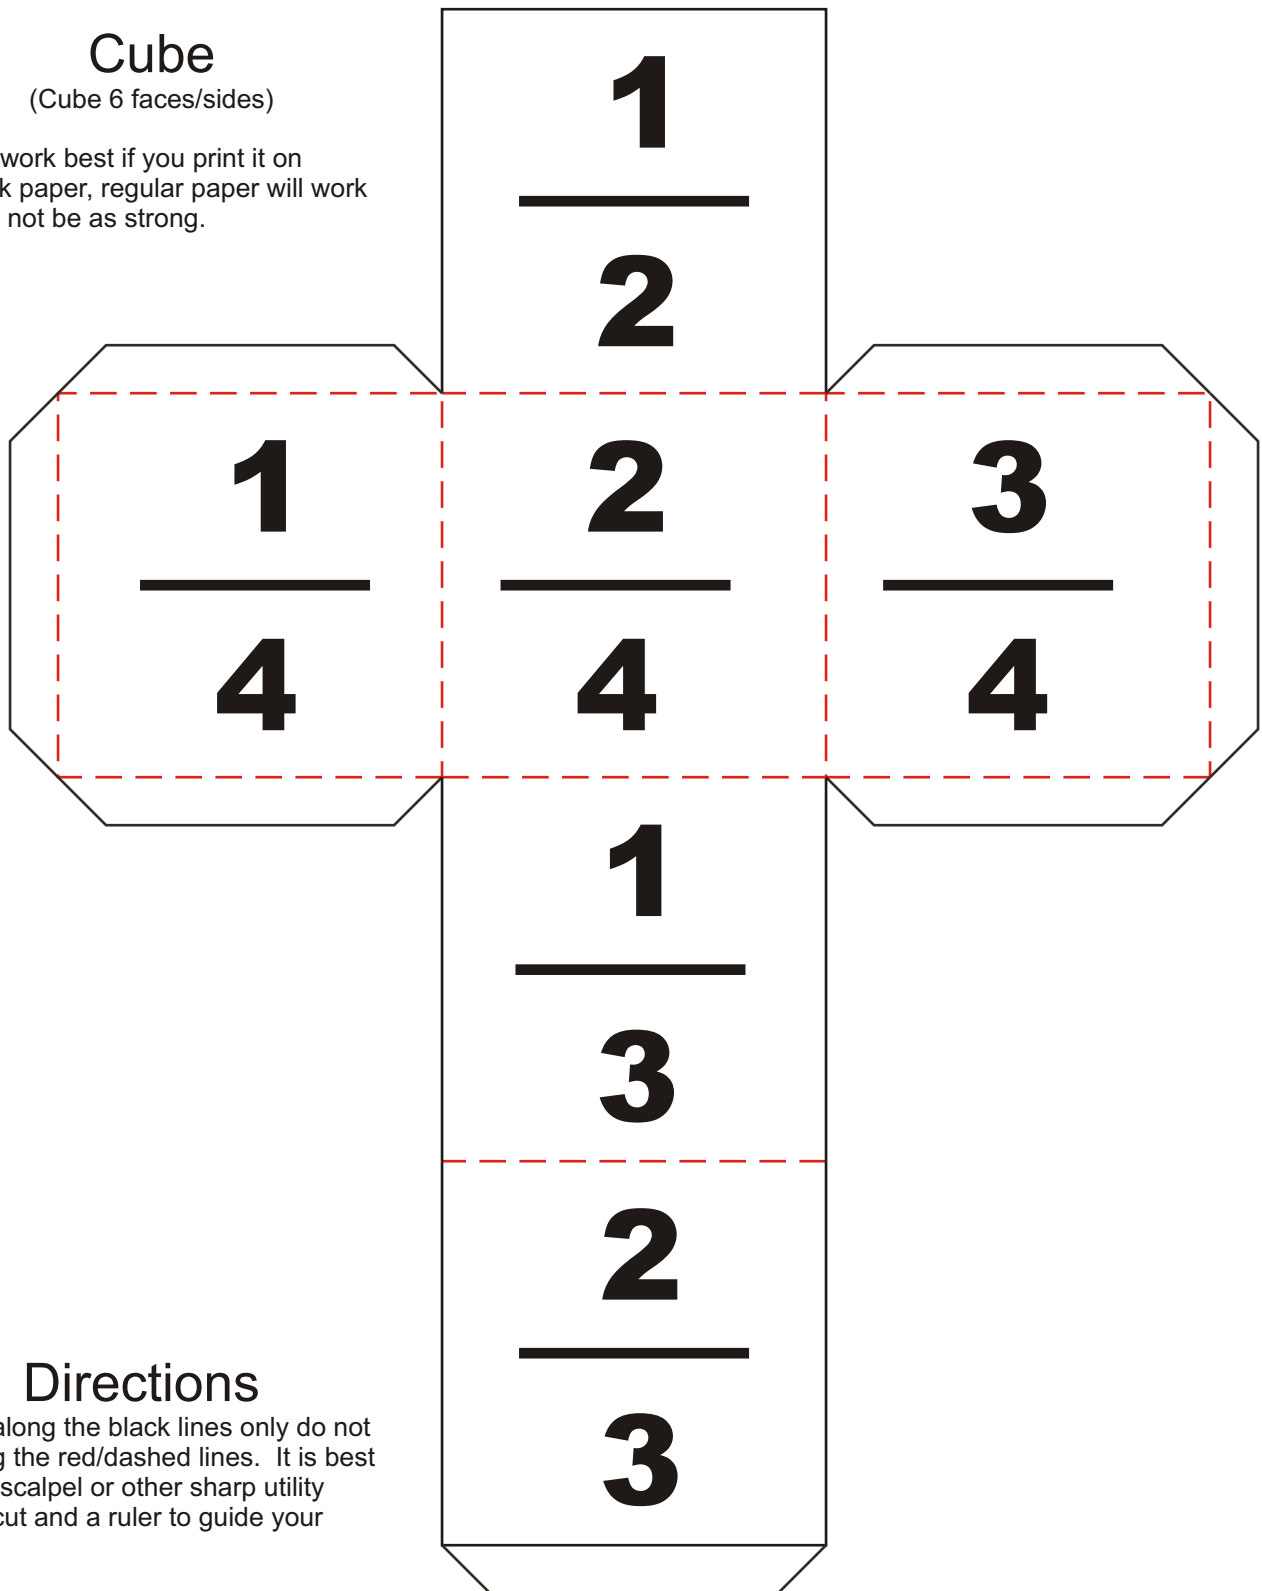 Cube
(Cube 6 faces/sides)
work best if you print it on
k paper, regular paper will work
not be as strong.
1
2
1
4
2
4
3
4
1
3
2
3
Directions
along the black lines only do not
g the red/dashed lines.  It is best
scalpel or other sharp utility
cut and a ruler to guide your